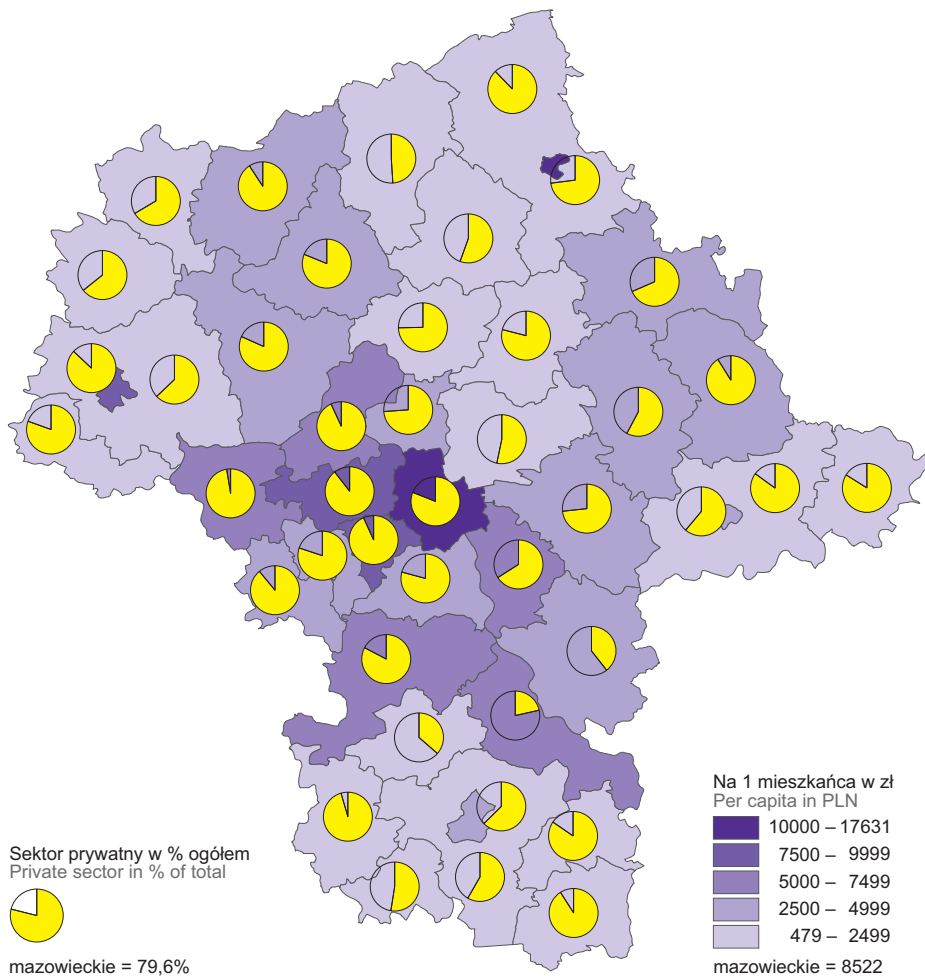 Na 1 mieszkańca w zł
Per capita in PLN
10000 – 17631
7500 – 9999
5000 – 7499
2500 – 4999
479 – 2499
mazowieckie = 8522
Sektor prywatny w % ogółem
Private sector in % of total
mazowieckie = 79,6%